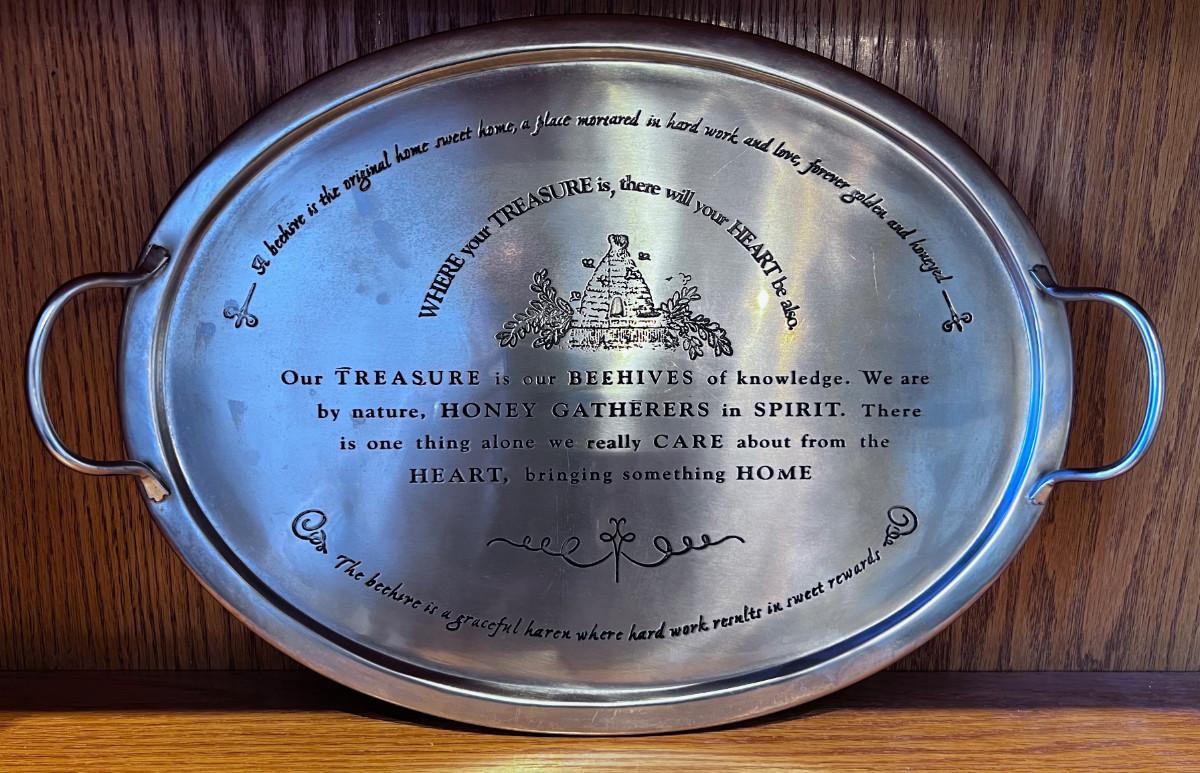 A beehive is the original home sweet home, a place mortared in hard work and love, forever golden and honeyed
WHERE your TREASURE is, there will your HEART be also.
Our TREASURE is our BEEHIVES of knowledge. We are
by nature, HONEY GATHERERS in SPIRIT. There
is one thing alone we really CARE about from the
HEART, bringing something HOME
The beehive is a graceful haven where hard work results in sweet rewards